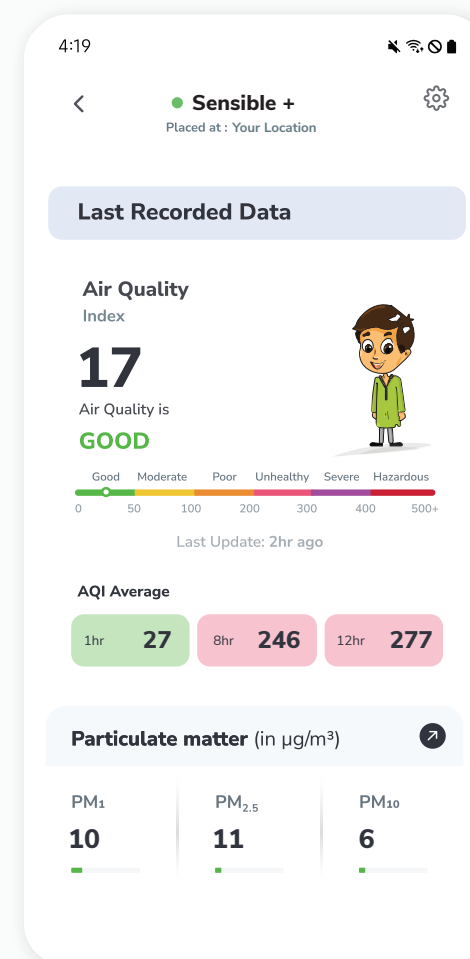 4:19
Sensible +
Placed at : Your Location
Last Recorded Data
Air Quality
Index
17
Air Quality is
GOOD
Good Moderate Poor Unhealthy Severe Hazardous
0 50 100 200 300 400 500+
Last Update: 2hr ago
AQI Average
1hr 27 8hr 246 12hr 277
Particulate matter (in µg/m³)
PM1 PM2.5 PM10
10 11 6